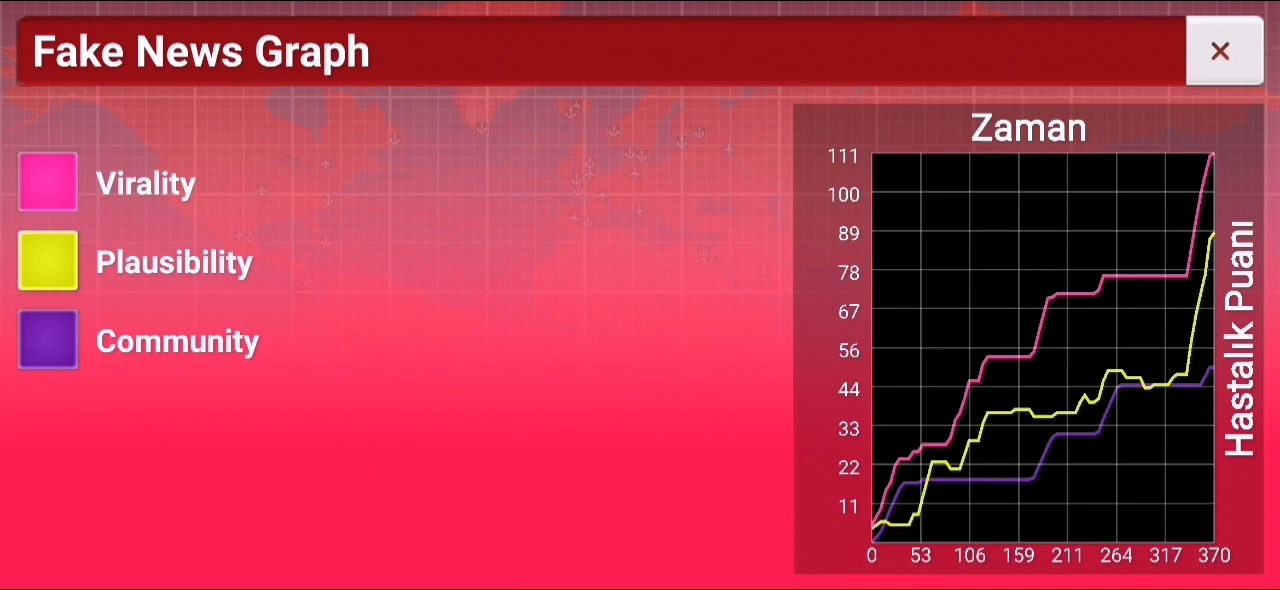 Fake News Graph
×
Virality
Plausibility
Community
Zaman
111
100
89
78
67
56
44
33
22
11
0 53 106 159 211 264 317 370
Hastalık Puanı